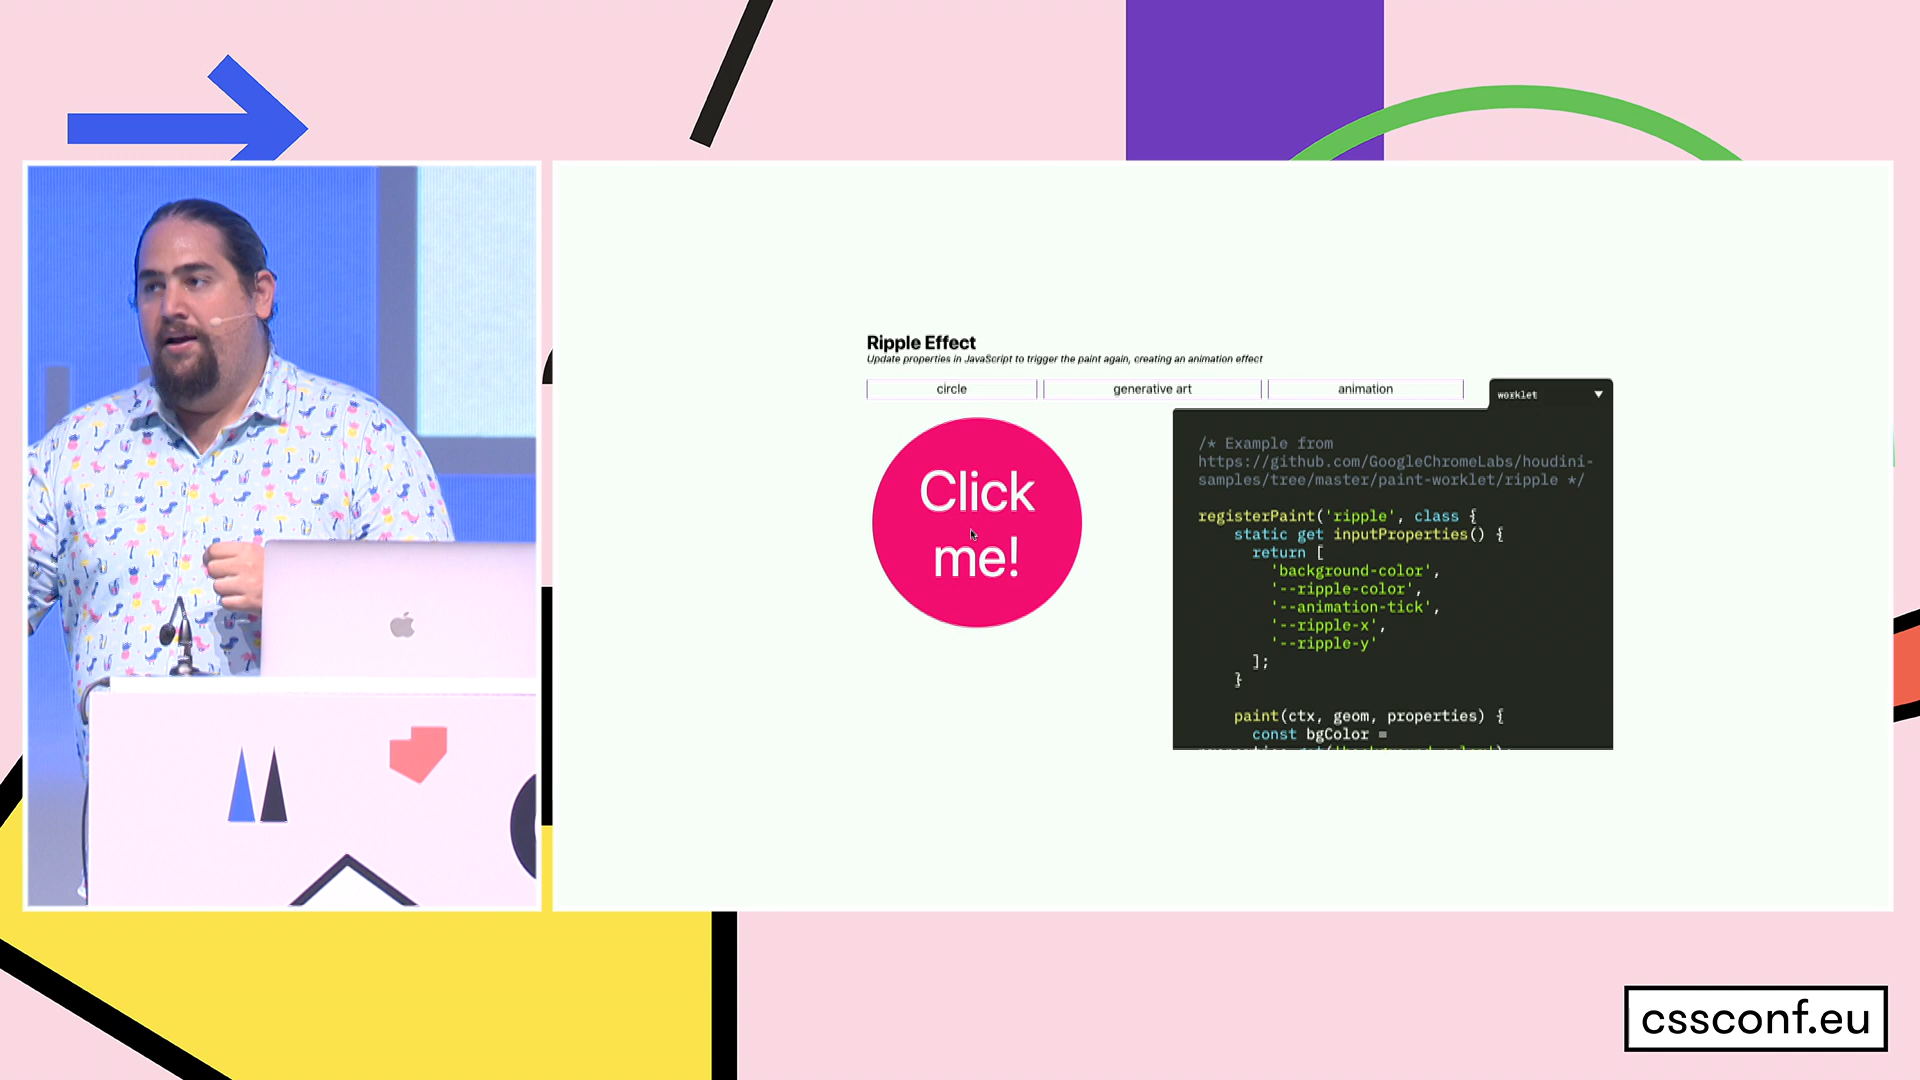 Ripple Effect
Update properties in JavaScript to trigger the paint again, creating an animation effect
circle
generative art
animation
worklet
Click
me!
/* Example from
https://github.com/GoogleChromeLabs/houdini-
samples/tree/master/paint-worklet/ripple */
registerPaint('ripple', class {
static get inputProperties() {
return [
'background-color',
'--ripple-color',
'--animation-tick',
'--ripple-x',
'--ripple-y'
];
}
paint(ctx, geom, properties) {
const bgColor =
cssconf.eu